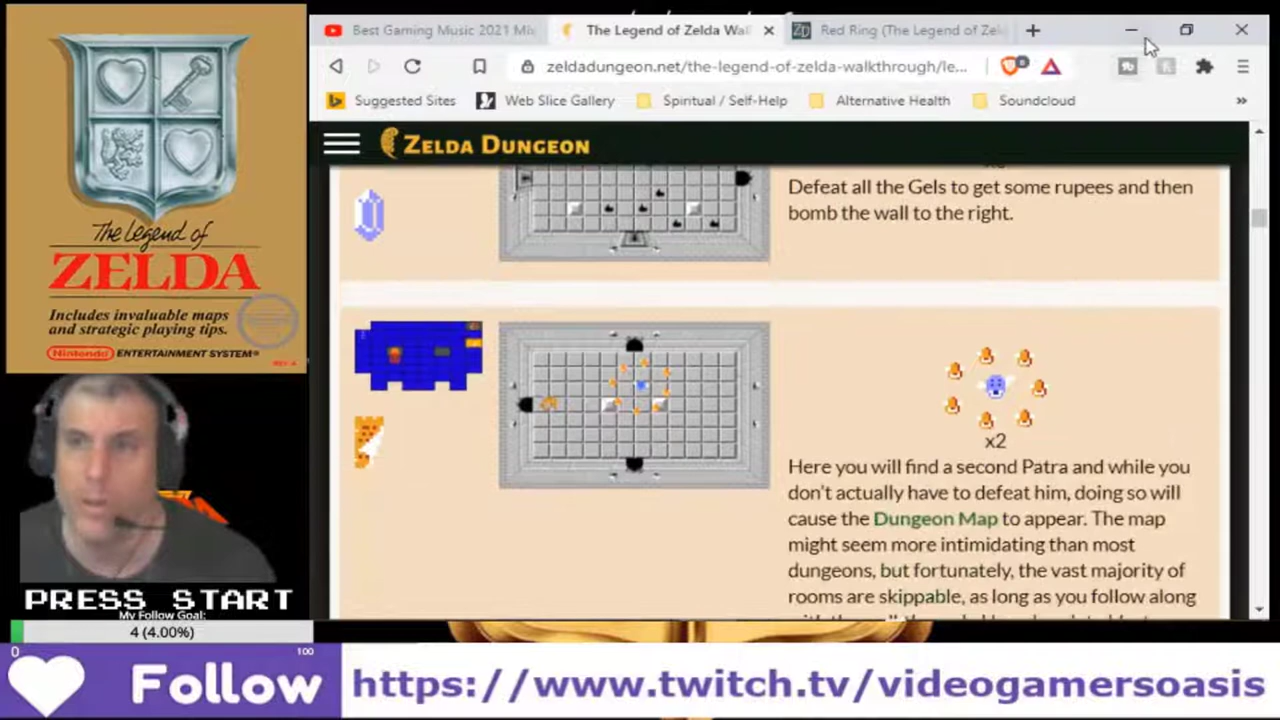 Best Gaming Music 2021 Mix
The Legend of Zelda Wal
Red Ring (The Legend of Zel
zeldadungeon.net/the-legend-of-zelda-walkthrough/le...
Suggested Sites
Web Slice Gallery
Spiritual / Self-Help
Alternative Health
Soundcloud
»
ZELDA DUNGEON
Defeat all the Gels to get some rupees and then
bomb the wall to the right.
x2
Here you will find a second Patra and while you
don't actually have to defeat him, doing so will
cause the Dungeon Map to appear. The map
might seem more intimidating than most
dungeons, but fortunately, the vast majority of
rooms are skippable, as long as you follow along
The Legend of
ZELDA
Includes invaluable maps
and strategic playing tips.
Nintendo ENTERTAINMENT SYSTEM®
REV-A
PRESS START
My Follow Goal:
4 (4.00%)
0
100
Follow
https://www.twitch.tv/videogamersoasis